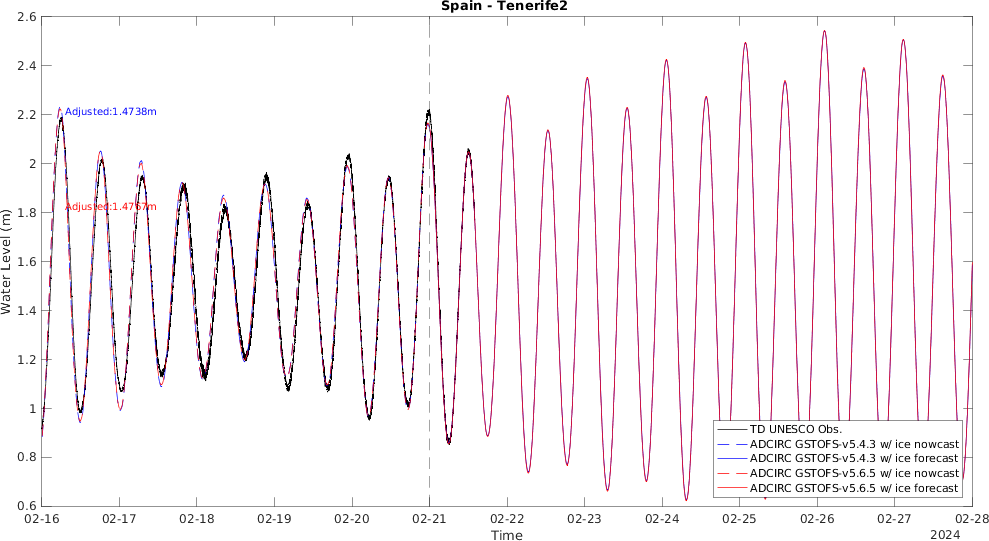 Spain - Tenerife2
Water Level (m)
2.6
2.4
2.2
2
1.8
1.6
1.4
1.2
1
0.8
0.6
Adjusted:1.4738m
Adjusted:1.4767m
TD UNESCO Obs.
ADCIRC GSTOFS-v5.4.3 w/ ice nowcast
ADCIRC GSTOFS-v5.4.3 w/ ice forecast
ADCIRC GSTOFS-v5.6.5 w/ ice nowcast
ADCIRC GSTOFS-v5.6.5 w/ ice forecast
02-16 02-17 02-18 02-19 02-20 02-21 02-22 02-23 02-24 02-25 02-26 02-27 02-28
Time
2024